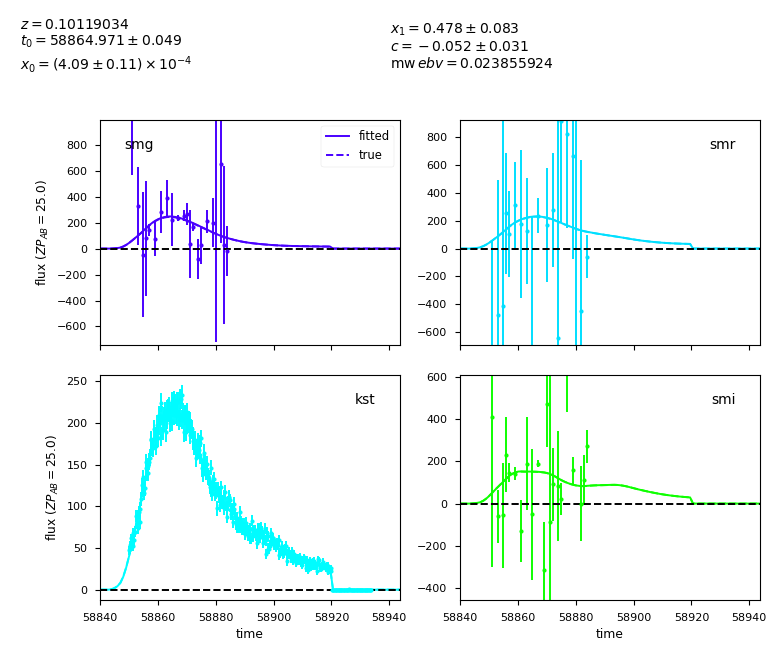 z = 0.10119034
t₀ = 58864.971 ± 0.049
x₀ = (4.09 ± 0.11) × 10⁻⁴
x₁ = 0.478 ± 0.083
c = −0.052 ± 0.031
mw ebv = 0.023855924
smg
fitted
true
800
600
400
200
0
−200
−400
−600
flux (ZP_AB = 25.0)
smr
800
600
400
200
0
−200
−400
−600
kst
250
200
150
100
50
0
flux (ZP_AB = 25.0)
58840 58860 58880 58900 58920 58940
time
smi
600
400
200
0
−200
−400
58840 58860 58880 58900 58920 58940
time